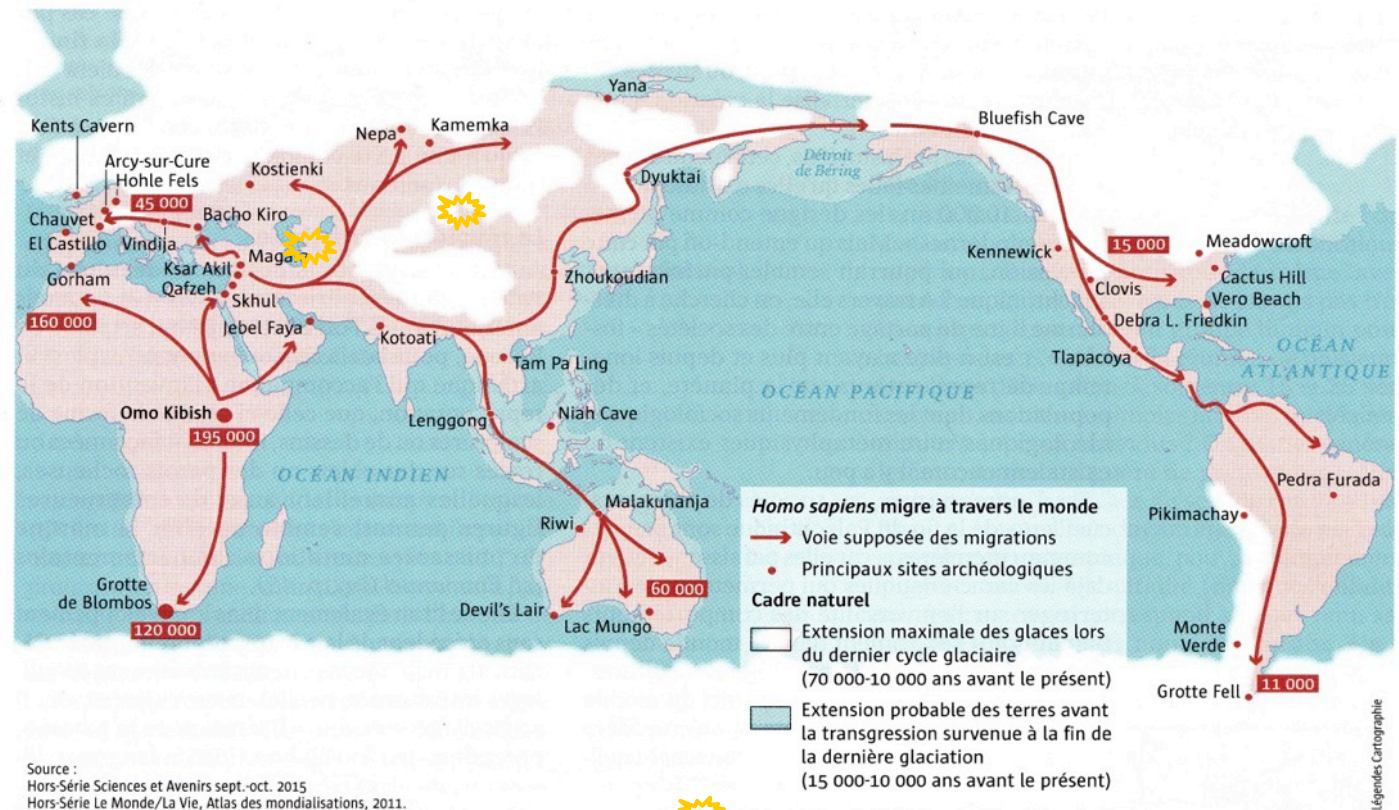 Yana
Bluefish Cave
Kents Cavern
Nepa
Kamemka
Détroit
de Béring
Arcy-sur-Cure
Hohle Fels
Kostienki
Dyuktai
45 000
Chauvet
Bacho Kiro
El Castillo
Vindija
Kennewick
15 000
Meadowcroft
Gorham
Ksar Akil
Qafzeh
Skhul
Zhoukoudian
Clovis
Cactus Hill
Vero Beach
160 000
Jebel Faya
Kotoati
Debra L. Friedkin
Tlapacoya
OCÉAN
ATLANTIQUE
Tam Pa Ling
OCÉAN PACIFIQUE
Omo Kibish
195 000
Lenggong
Niah Cave
OCÉAN INDIEN
Pedra Furada
Malakunanja
Riwi
Pikimachay
Grotte
de Blombos
120 000
60 000
Devil's Lair
Lac Mungo
Monte
Verde
Grotte Fell
11 000
Homo sapiens migre à travers le monde
Voie supposée des migrations
Principaux sites archéologiques
Cadre naturel
Extension maximale des glaces lors
du dernier cycle glaciaire
(70 000-10 000 ans avant le présent)
Extension probable des terres avant
la transgression survenue à la fin de
la dernière glaciation
(15 000-10 000 ans avant le présent)
Source :
Hors-Série Sciences et Avenirs sept.-oct. 2015
Hors-Série Le Monde/La Vie, Atlas des mondialisations, 2011.
Légendes Cartographie